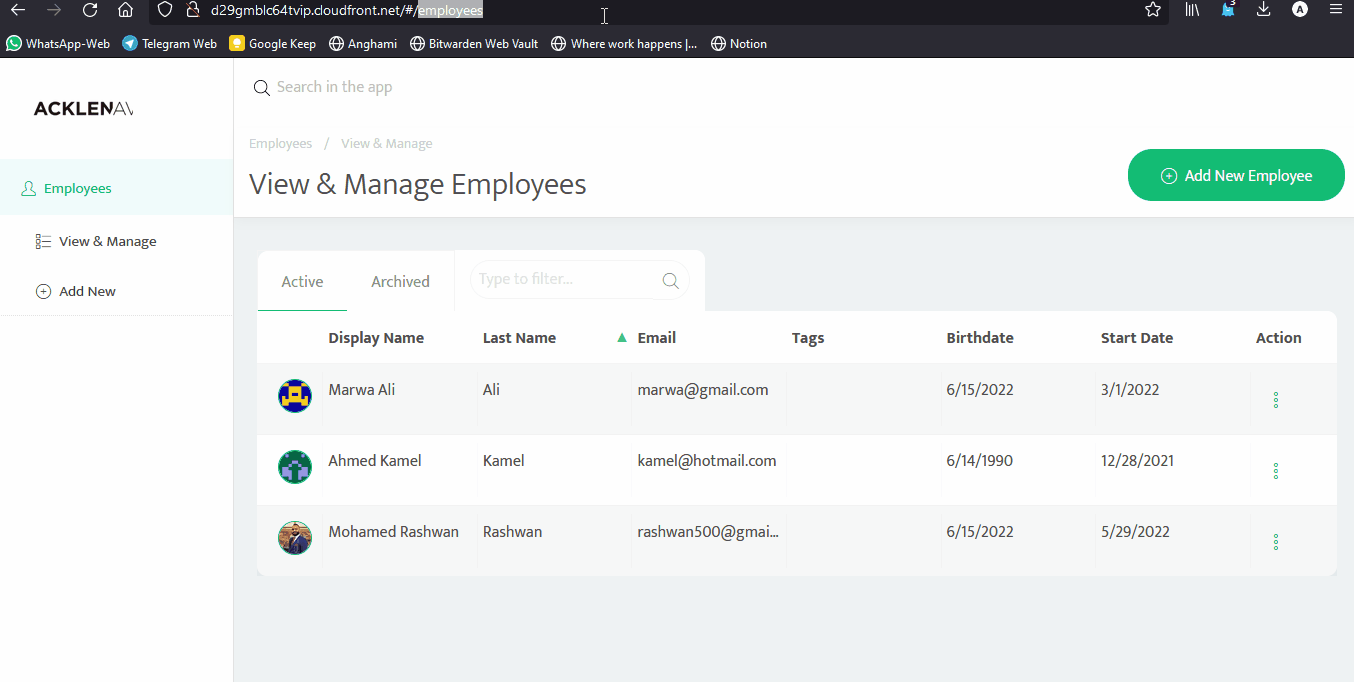 d29gmblc64tvip.cloudfront.net/#/employees
3
A
WhatsApp-Web
Telegram Web
Google Keep
Anghami
Bitwarden Web Vault
Where work happens |...
Notion
Search in the app
ACKLENAV
Employees / View & Manage
View & Manage Employees
Add New Employee
Employees
View & Manage
Add New
Active
Archived
Type to filter...
Display Name Last Name Email Tags Birthdate Start Date Action
Marwa Ali Ali marwa@gmail.com 6/15/2022 3/1/2022
Ahmed Kamel Kamel kamel@hotmail.com 6/14/1990 12/28/2021
Mohamed Rashwan Rashwan rashwan500@gmai... 6/15/2022 5/29/2022